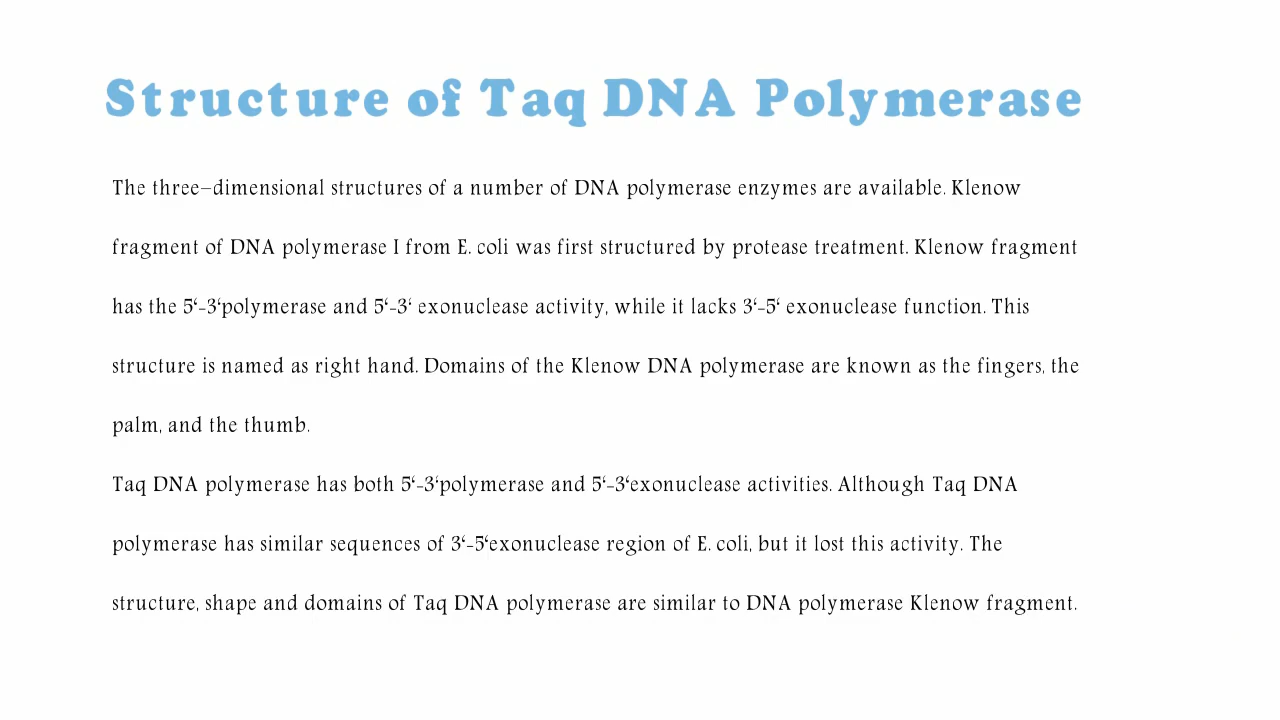 Structure of Taq DNA Polymerase
The three-dimensional structures of a number of DNA polymerase enzymes are available. Klenow
fragment of DNA polymerase I from E. coli was first structured by protease treatment. Klenow fragment
has the 5‘-3‘polymerase and 5‘-3‘ exonuclease activity, while it lacks 3‘-5‘ exonuclease function. This
structure is named as right hand. Domains of the Klenow DNA polymerase are known as the fingers, the
palm, and the thumb.
Taq DNA polymerase has both 5‘-3‘polymerase and 5‘-3‘exonuclease activities. Although Taq DNA
polymerase has similar sequences of 3‘-5‘exonuclease region of E. coli, but it lost this activity. The
structure, shape and domains of Taq DNA polymerase are similar to DNA polymerase Klenow fragment.